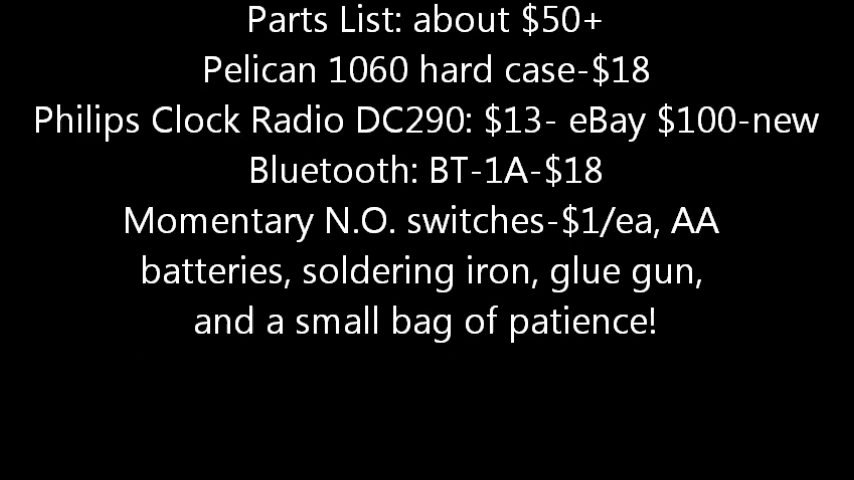 Parts List: about $50+
Pelican 1060 hard case-$18
Philips Clock Radio DC290: $13- eBay $100-new
Bluetooth: BT-1A-$18
Momentary N.O. switches-$1/ea, AA
batteries, soldering iron, glue gun,
and a small bag of patience!